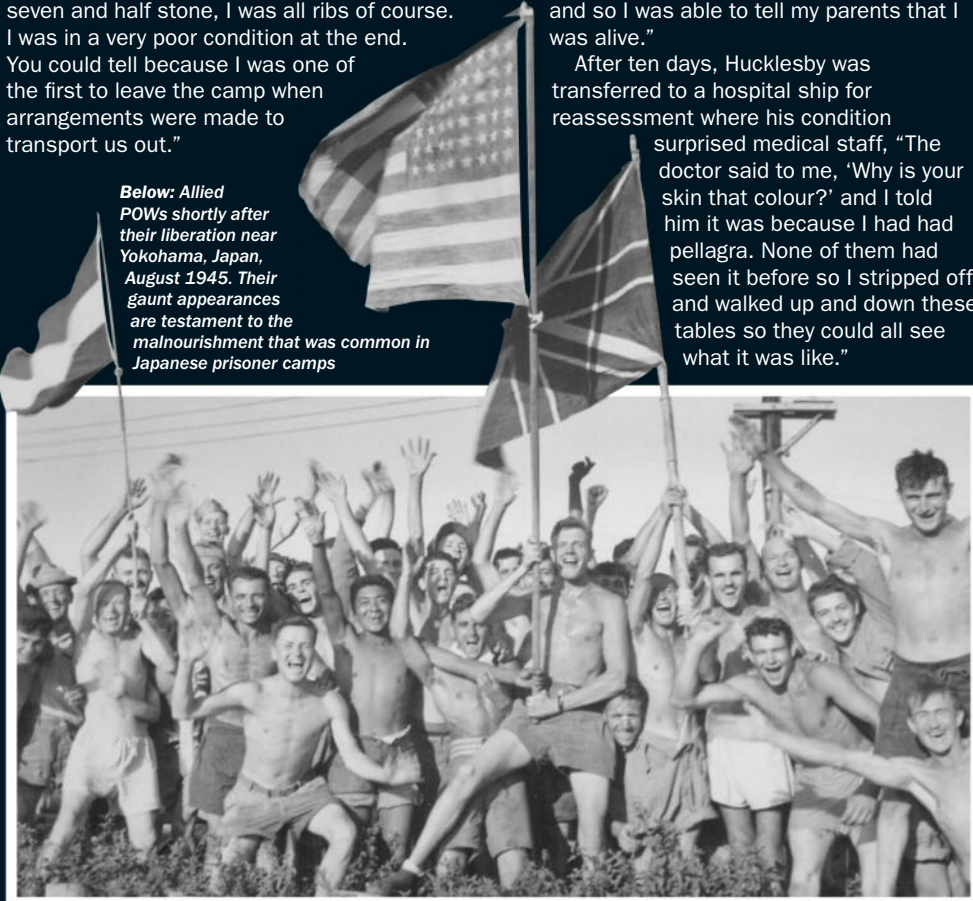 seven and half stone, I was all ribs of course.
I was in a very poor condition at the end.
You could tell because I was one of
the first to leave the camp when
arrangements were made to
transport us out.”
Below: Allied
POWs shortly after
their liberation near
Yokohama, Japan,
August 1945. Their
gaunt appearances
are testament to the
malnourishment that was common in
Japanese prisoner camps
and so I was able to tell my parents that I
was alive.”
After ten days, Hucklesby was
transferred to a hospital ship for
reassessment where his condition
surprised medical staff, “The
doctor said to me, ‘Why is your
skin that colour?’ and I told
him it was because I had had
pellagra. None of them had
seen it before so I stripped off
and walked up and down these
tables so they could all see
what it was like.”